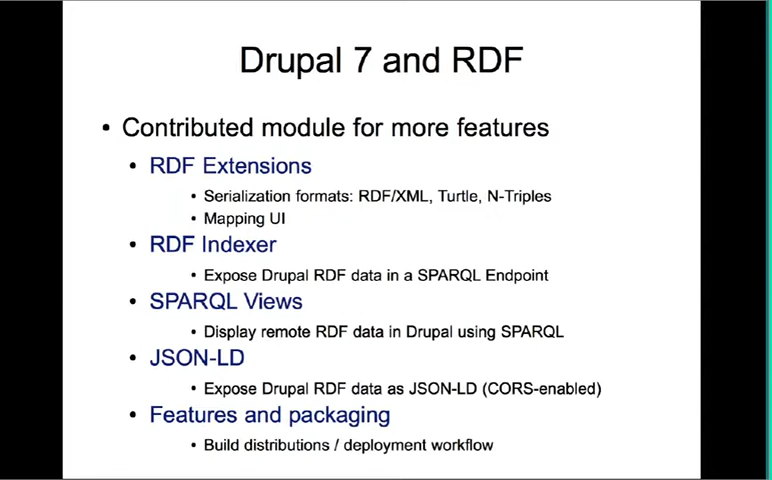 Drupal 7 and RDF
• Contributed module for more features
• RDF Extensions
• Serialization formats: RDF/XML, Turtle, N-Triples
• Mapping UI
• RDF Indexer
• Expose Drupal RDF data in a SPARQL Endpoint
• SPARQL Views
• Display remote RDF data in Drupal using SPARQL
• JSON-LD
• Expose Drupal RDF data as JSON-LD (CORS-enabled)
• Features and packaging
• Build distributions / deployment workflow